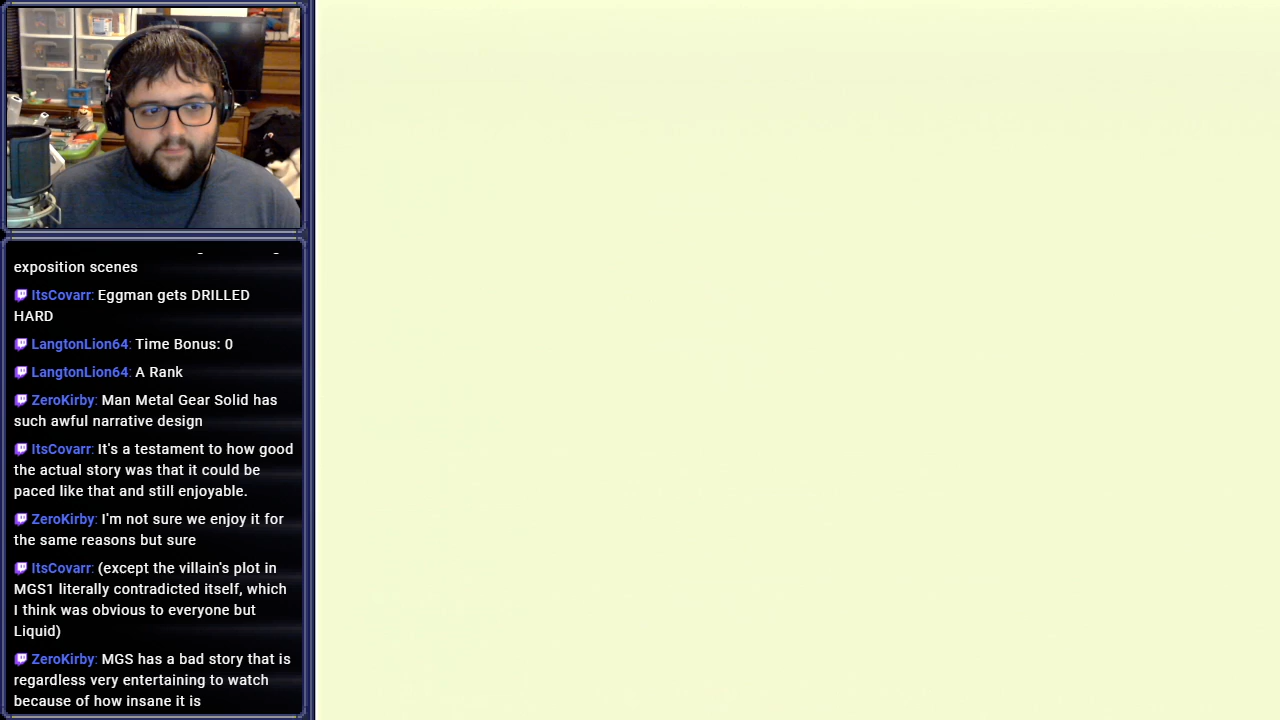 exposition scenes
ItsCovarr: Eggman gets DRILLED
HARD
LangtonLion64: Time Bonus: 0
LangtonLion64: A Rank
ZeroKirby: Man Metal Gear Solid has
such awful narrative design
ItsCovarr: It's a testament to how good
the actual story was that it could be
paced like that and still enjoyable.
ZeroKirby: I'm not sure we enjoy it for
the same reasons but sure
ItsCovarr: (except the villain's plot in
MGS1 literally contradicted itself, which
I think was obvious to everyone but
Liquid)
ZeroKirby: MGS has a bad story that is
regardless very entertaining to watch
because of how insane it is